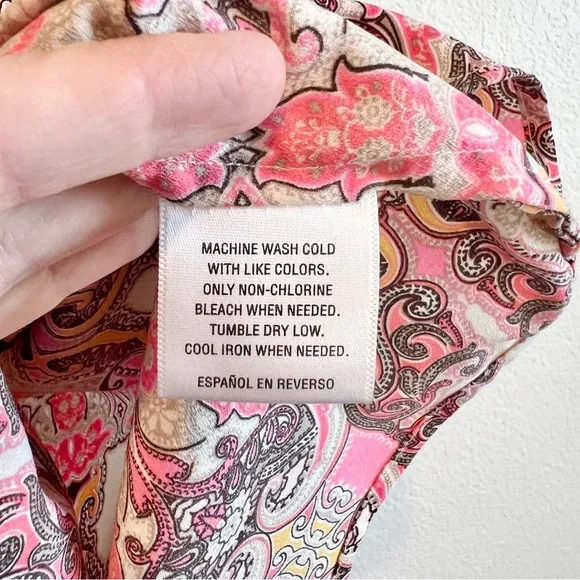 MACHINE WASH COLD
WITH LIKE COLORS.
ONLY NON-CHLORINE
BLEACH WHEN NEEDED.
TUMBLE DRY LOW.
COOL IRON WHEN NEEDED.
ESPAÑOL EN REVERSO